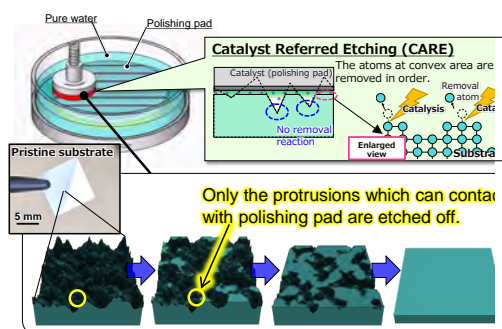 Pure water
Polishing pad
Catalyst Referred Etching (CARE)
The atoms at convex area are
removed in order.
Catalyst (polishing pad)
Removal
atom
Catalysis
Cata
No removal
reaction
Enlarged
view
Substra
Pristine substrate
5 mm
Only the protrusions which can contac
with polishing pad are etched off.